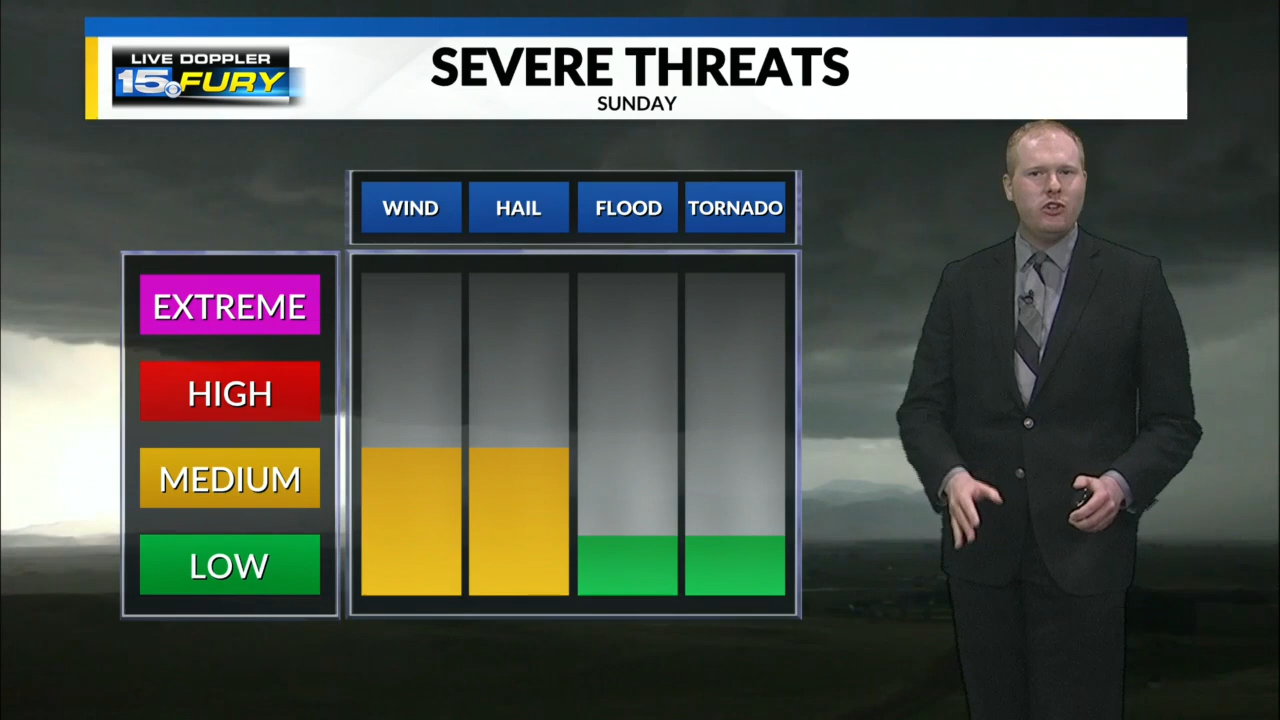 LIVE DOPPLER
15 FURY
SEVERE THREATS
SUNDAY
WIND HAIL FLOOD TORNADO
EXTREME
HIGH
MEDIUM
LOW